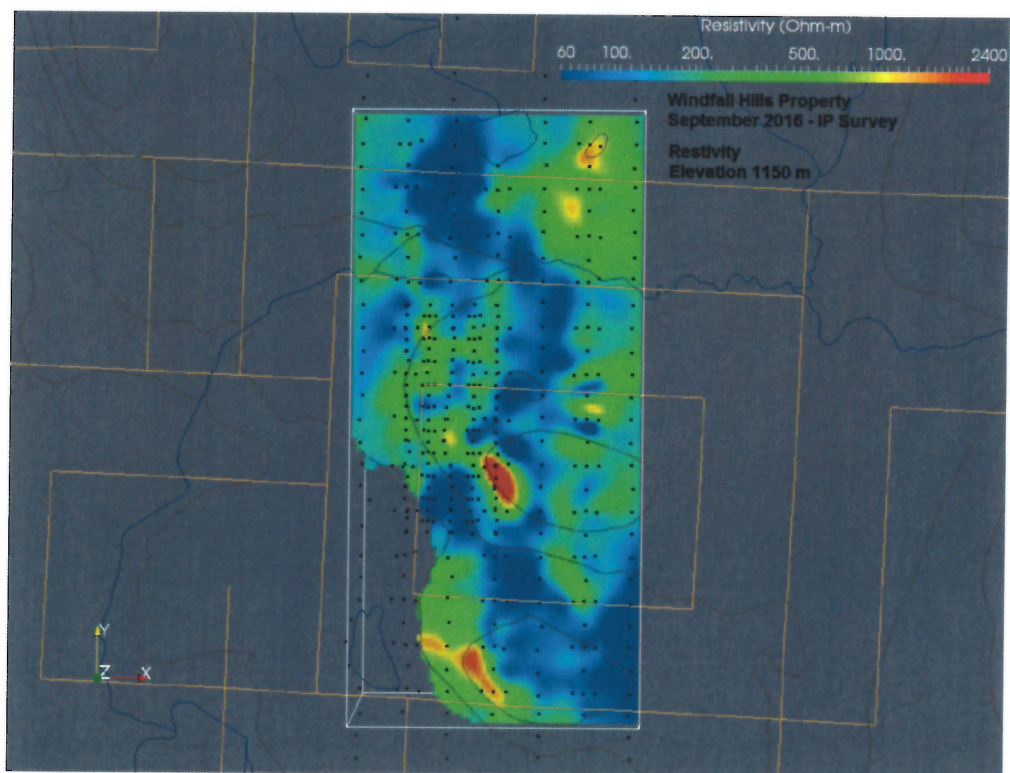 Resistivity (Ohm-m)
60 100. 200. 500. 1000. 2400
Windfall Hills Property
September 2016 - IP Survey
Restivity
Elevation 1150 m
Y
Z X